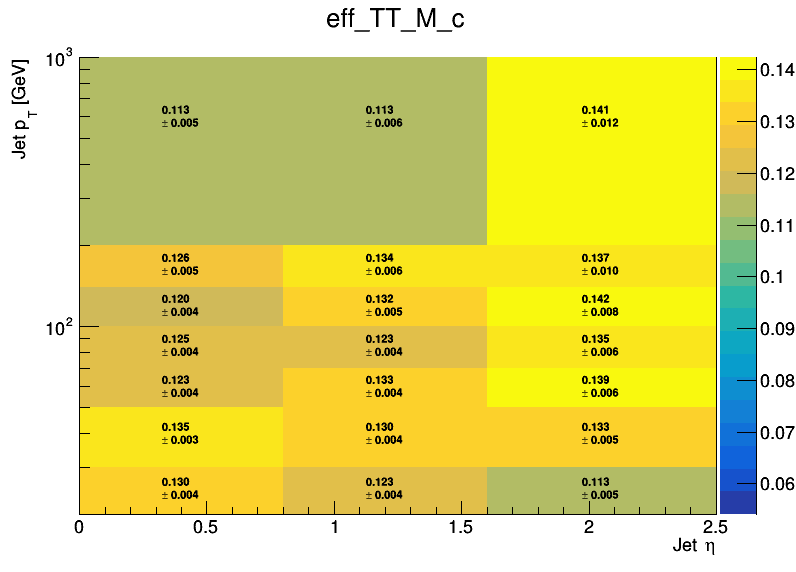 eff_TT_M_c
Jet p_T [GeV]
10^3
10^2
0.113 ± 0.005
0.113 ± 0.006
0.141 ± 0.012
0.126 ± 0.005
0.134 ± 0.006
0.137 ± 0.010
0.120 ± 0.004
0.132 ± 0.005
0.142 ± 0.008
0.125 ± 0.004
0.123 ± 0.004
0.135 ± 0.006
0.123 ± 0.004
0.133 ± 0.004
0.139 ± 0.006
0.135 ± 0.003
0.130 ± 0.004
0.133 ± 0.005
0.130 ± 0.004
0.123 ± 0.004
0.113 ± 0.005
0 0.5 1 1.5 2 2.5
Jet η
0.14
0.13
0.12
0.11
0.1
0.09
0.08
0.07
0.06